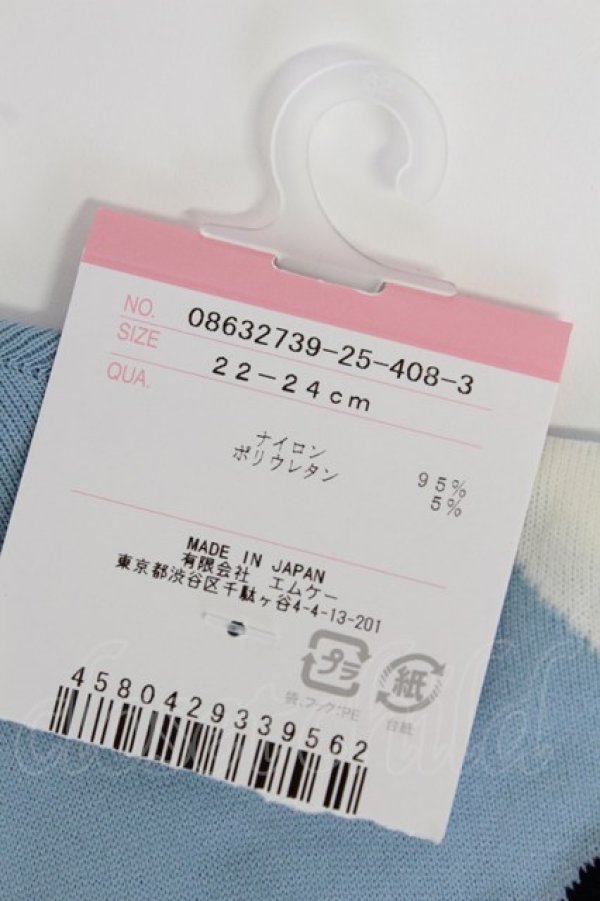 NO. 08632739-25-408-3
SIZE 22-24cm
QUA.
ナイロン 95%
ポリウレタン 5%
MADE IN JAPAN
有限会社 エムケー
東京都渋谷区千駄ヶ谷4-4-13-201
プラ 紙
袋、フック:PE 台紙
4580429339562